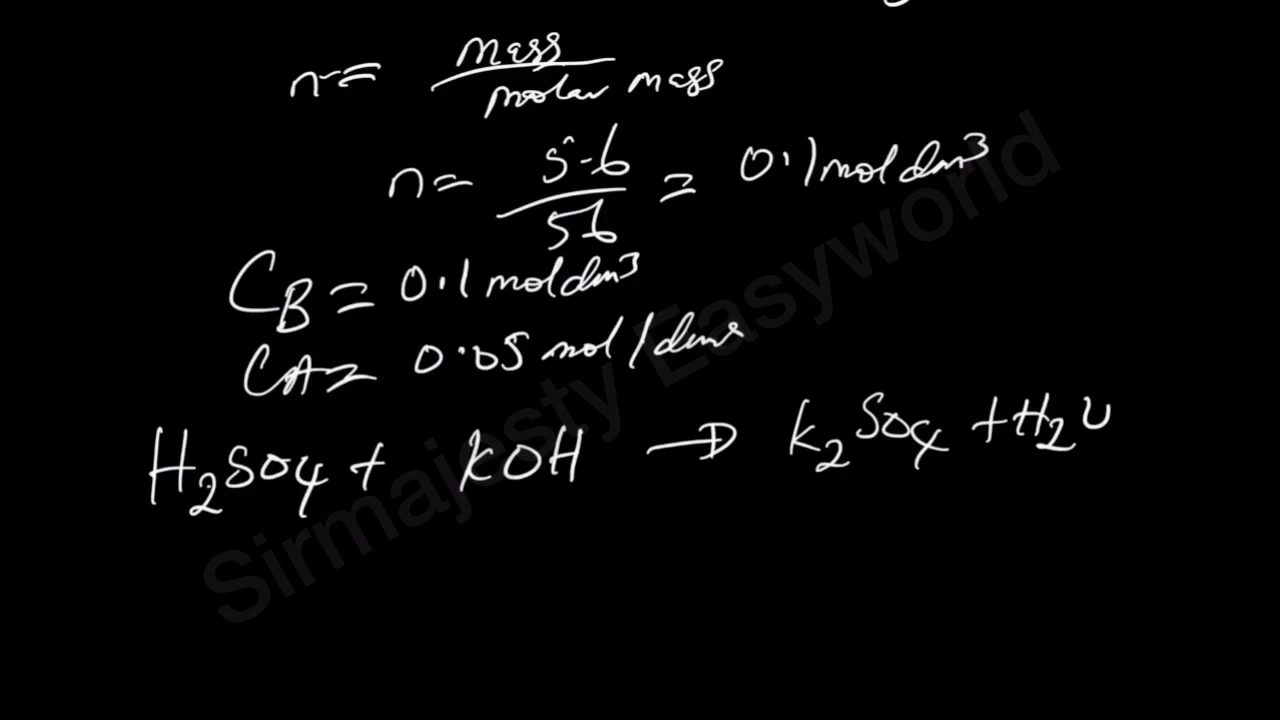 n = mass / molar mass
n = 5.6 / 56 = 0.1 mol dm3
CB = 0.1 mol dm3
CA = 0.05 mol / dm3
H2SO4 + KOH → K2SO4 + H2O
Sirmajesty Easyworld